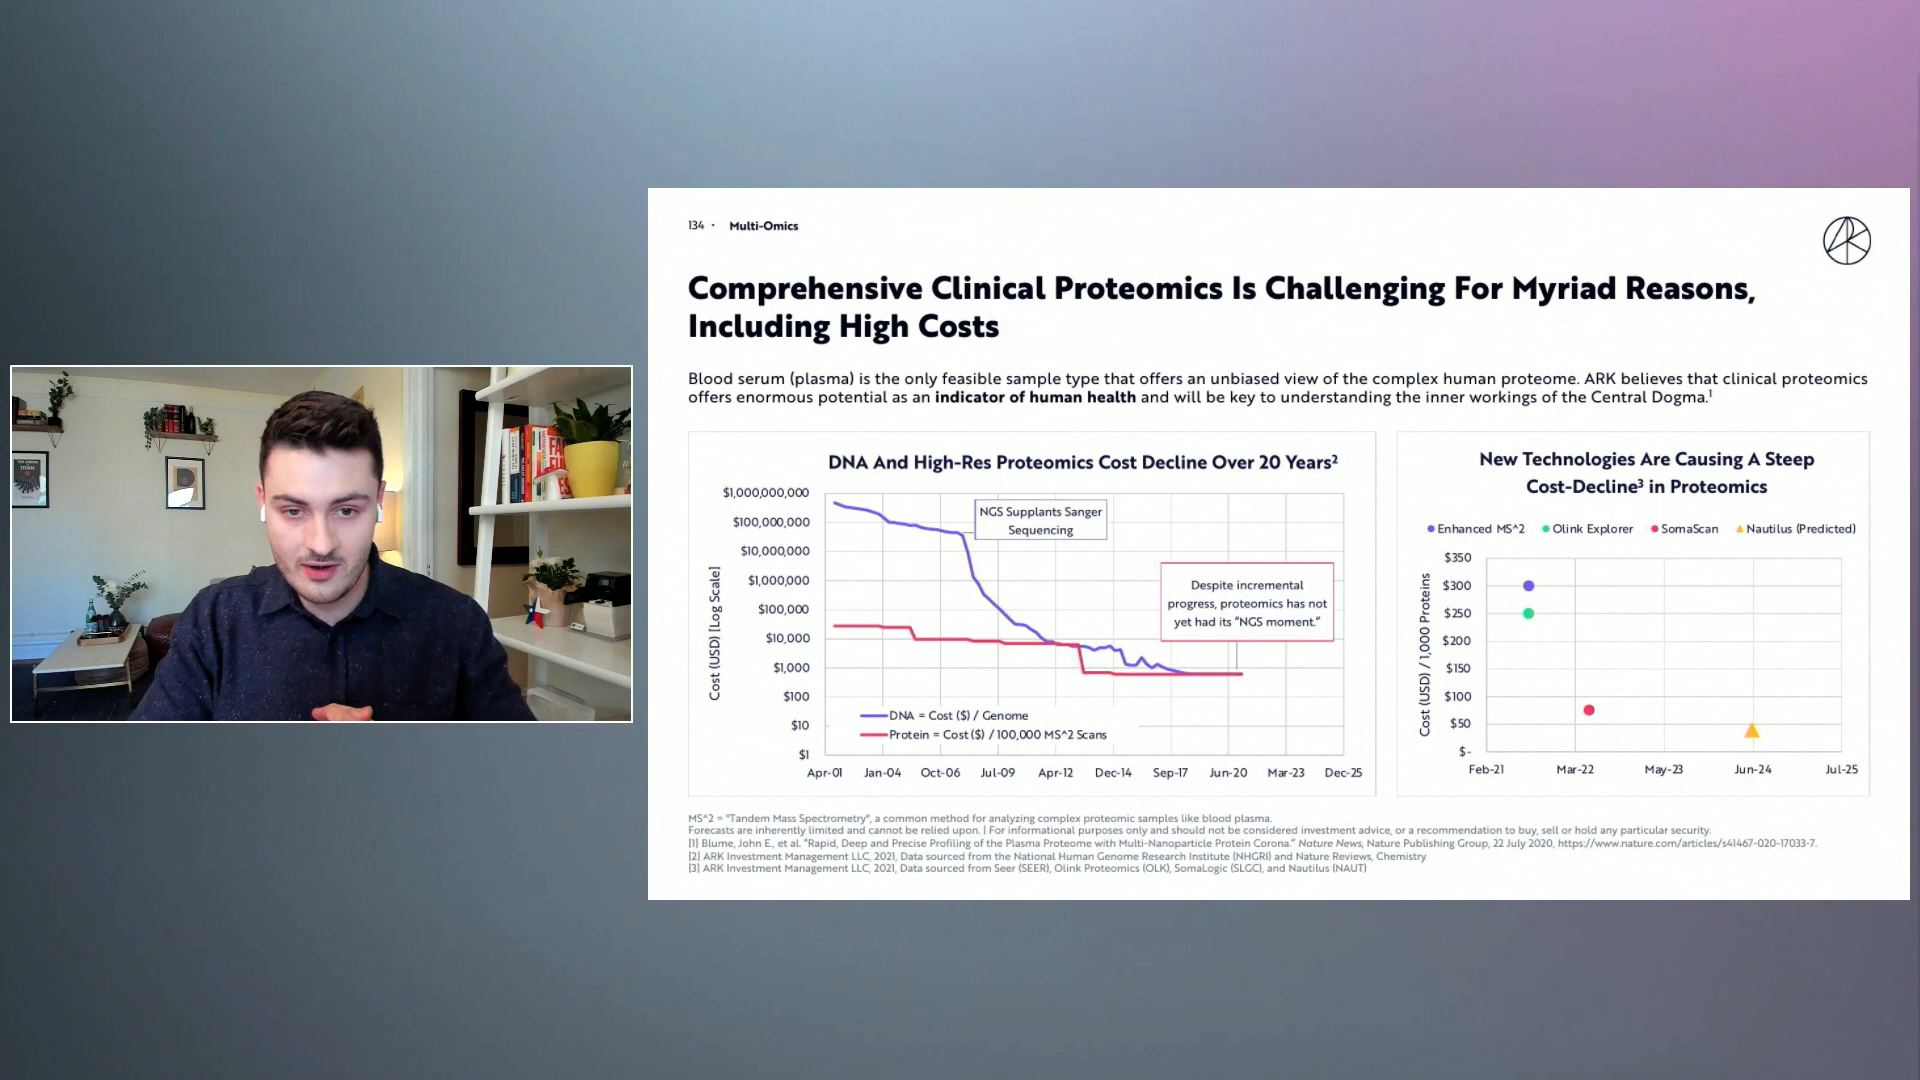 134 · Multi-Omics
Comprehensive Clinical Proteomics Is Challenging For Myriad Reasons,
Including High Costs
Blood serum (plasma) is the only feasible sample type that offers an unbiased view of the complex human proteome. ARK believes that clinical proteomics
offers enormous potential as an indicator of human health and will be key to understanding the inner workings of the Central Dogma.¹
DNA And High-Res Proteomics Cost Decline Over 20 Years²
Cost (USD) [Log Scale]
$1,000,000,000
$100,000,000
$10,000,000
$1,000,000
$100,000
$10,000
$1,000
$100
$10
$1
NGS Supplants Sanger
Sequencing
Despite incremental
progress, proteomics has not
yet had its “NGS moment.”
DNA = Cost ($) / Genome
Protein = Cost ($) / 100,000 MS^2 Scans
Apr-01 Jan-04 Oct-06 Jul-09 Apr-12 Dec-14 Sep-17 Jun-20 Mar-23 Dec-25
New Technologies Are Causing A Steep
Cost-Decline³ in Proteomics
Enhanced MS^2 Olink Explorer SomaScan Nautilus (Predicted)
Cost (USD) / 1,000 Proteins
$350
$300
$250
$200
$150
$100
$50
$-
Feb-21 Mar-22 May-23 Jun-24 Jul-25
MS^2 = "Tandem Mass Spectrometry", a common method for analyzing complex proteomic samples like blood plasma.
Forecasts are inherently limited and cannot be relied upon. | For informational purposes only and should not be considered investment advice, or a recommendation to buy, sell or hold any particular security.
[1] Blume, John E., et al. “Rapid, Deep and Precise Profiling of the Plasma Proteome with Multi-Nanoparticle Protein Corona.” Nature News, Nature Publishing Group, 22 July 2020, https://www.nature.com/articles/s41467-020-17033-7.
[2] ARK Investment Management LLC, 2021, Data sourced from the National Human Genome Research Institute (NHGRI) and Nature Reviews, Chemistry
[3] ARK Investment Management LLC, 2021, Data sourced from Seer (SEER), Olink Proteomics (OLK), SomaLogic (SLGC), and Nautilus (NAUT)